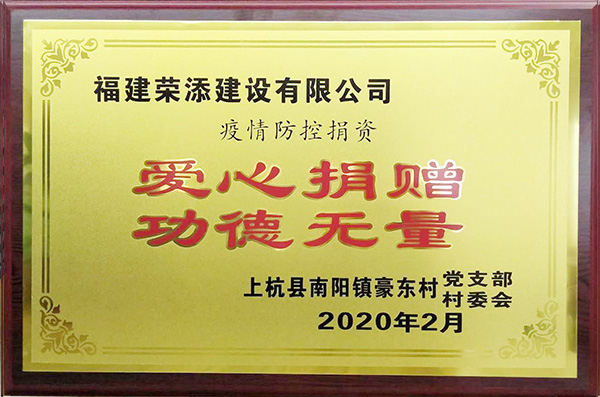 福建荣添建设有限公司
疫情防控捐资
爱心捐赠
功德无量
上杭县南阳镇豪东村党支部
村委会
2020年2月